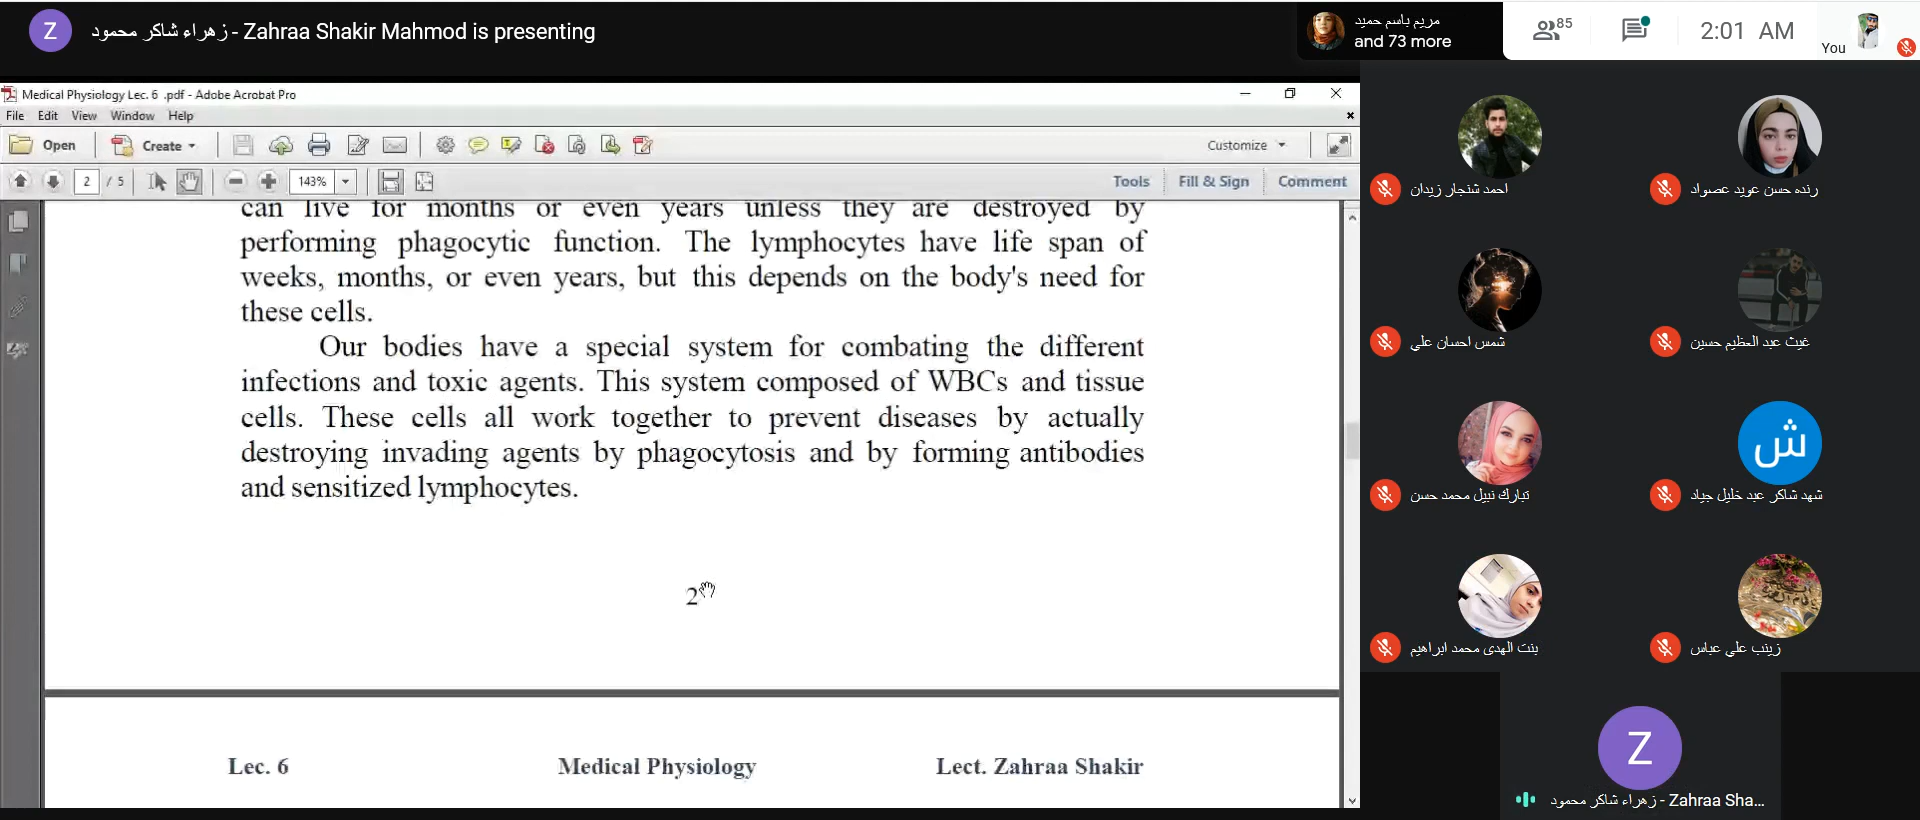 Z
زهراء شاكر محمود - Zahraa Shakir Mahmod is presenting
مريم باسم حميد
and 73 more
85
2:01 AM
You
Medical Physiology Lec. 6 .pdf - Adobe Acrobat Pro
File Edit View Window Help
Open Create Customize
2 / 5 143% Tools Fill & Sign Comment
can live for months or even years unless they are destroyed by
performing phagocytic function. The lymphocytes have life span of
weeks, months, or even years, but this depends on the body's need for
these cells.
Our bodies have a special system for combating the different
infections and toxic agents. This system composed of WBCs and tissue
cells. These cells all work together to prevent diseases by actually
destroying invading agents by phagocytosis and by forming antibodies
and sensitized lymphocytes.
2
Lec. 6 Medical Physiology Lect. Zahraa Shakir
احمد شنجار زيدان
رنده حسن عويد عصواد
شمس احسان علي
غيث عبد العظيم حسين
تبارك نبيل محمد حسن
ش
شهد شاكر عبد خليل جياد
بنت الهدى محمد ابراهيم
زينب علي عباس
Z
زهراء شاكر محمود - Zahraa Sha...